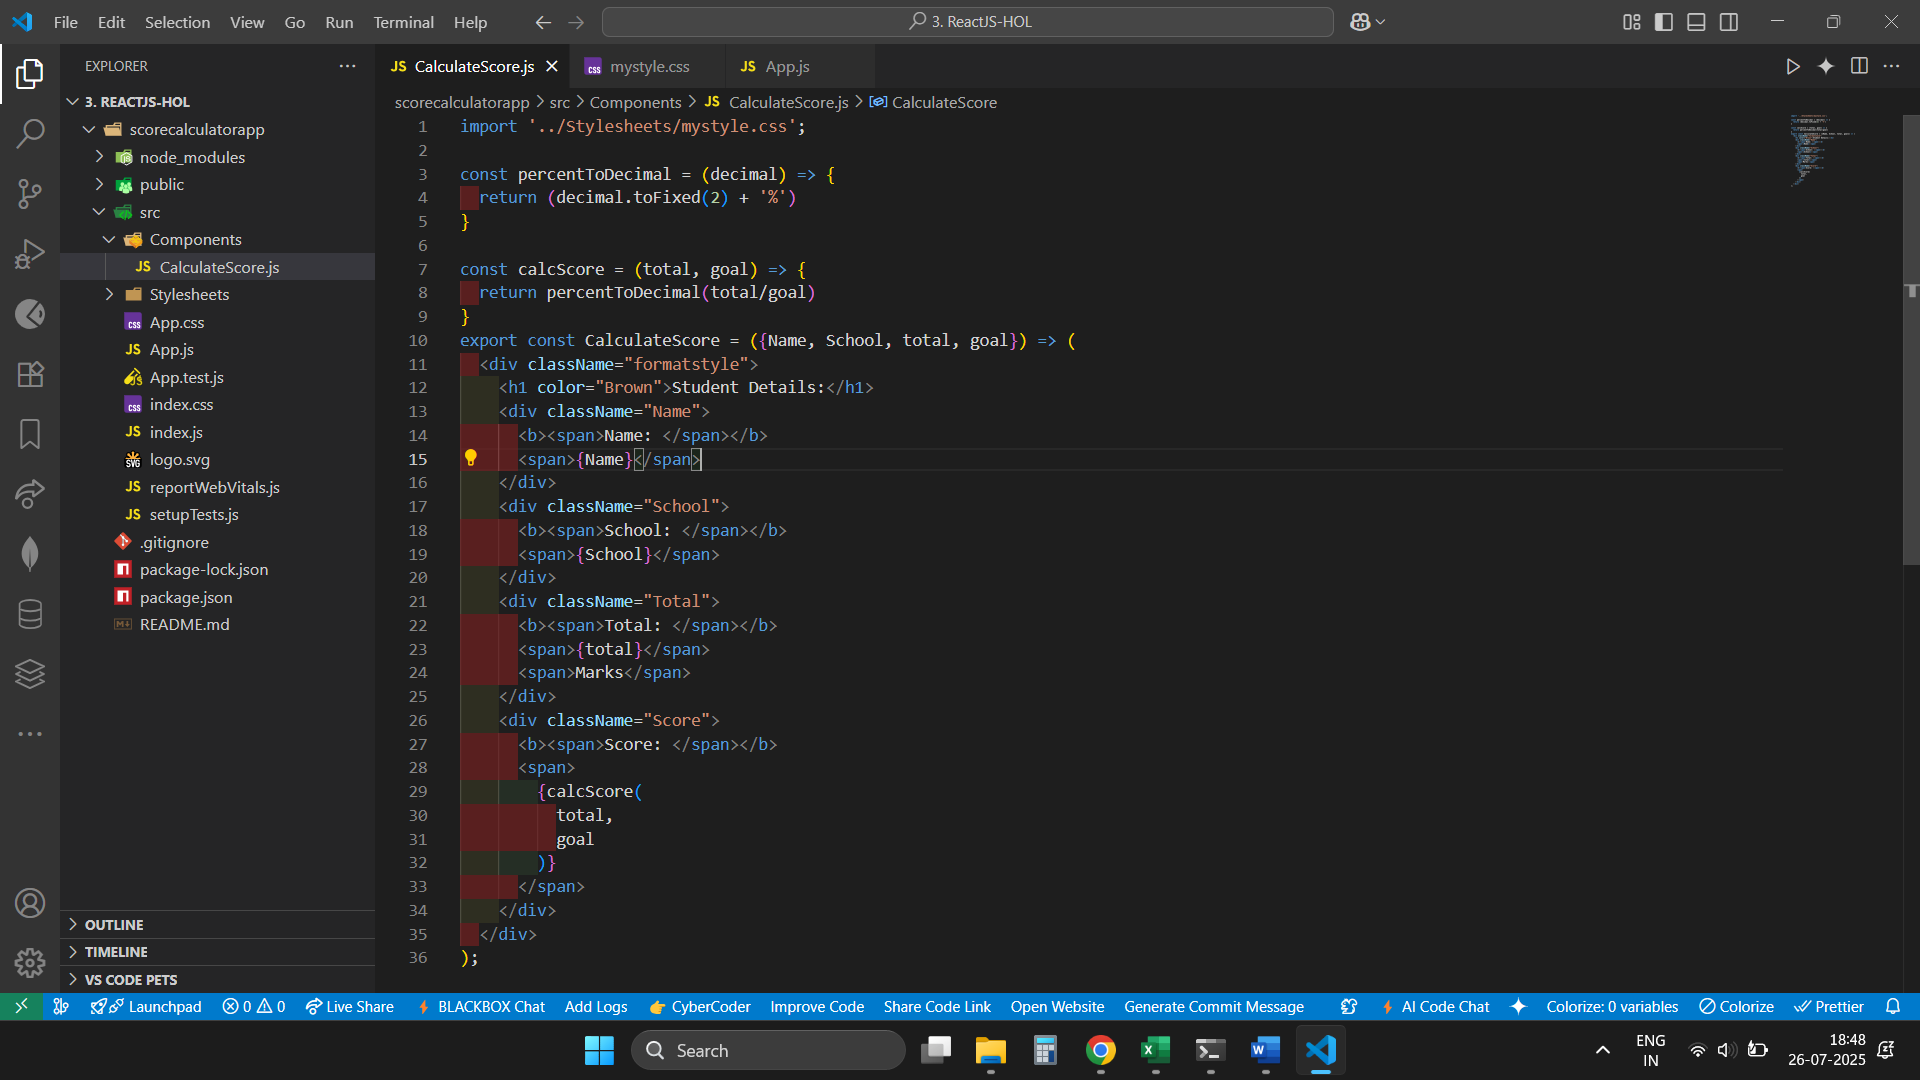 File Edit Selection View Go Run Terminal Help
3. ReactJS-HOL
EXPLORER
3. REACTJS-HOL
scorecalculatorapp
node_modules
public
src
Components
JS CalculateScore.js
Stylesheets
css App.css
JS App.js
App.test.js
css index.css
JS index.js
SVG logo.svg
JS reportWebVitals.js
JS setupTests.js
.gitignore
package-lock.json
package.json
README.md
OUTLINE
TIMELINE
VS CODE PETS
JS CalculateScore.js
css mystyle.css
JS App.js
scorecalculatorapp > src > Components > JS CalculateScore.js > CalculateScore
1 import '../Stylesheets/mystyle.css';
2
3 const percentToDecimal = (decimal) => {
4 return (decimal.toFixed(2) + '%')
5 }
6
7 const calcScore = (total, goal) => {
8 return percentToDecimal(total/goal)
9 }
10 export const CalculateScore = ({Name, School, total, goal}) => (
11 <div className="formatstyle">
12 <h1 color="Brown">Student Details:</h1>
13 <div className="Name">
14 <b><span>Name: </span></b>
15 <span>{Name}</span>
16 </div>
17 <div className="School">
18 <b><span>School: </span></b>
19 <span>{School}</span>
20 </div>
21 <div className="Total">
22 <b><span>Total: </span></b>
23 <span>{total}</span>
24 <span>Marks</span>
25 </div>
26 <div className="Score">
27 <b><span>Score: </span></b>
28 <span>
29 {calcScore(
30 total,
31 goal
32 )}
33 </span>
34 </div>
35 </div>
36 );
Launchpad 0 0 Live Share BLACKBOX Chat Add Logs CyberCoder Improve Code Share Code Link Open Website Generate Commit Message AI Code Chat Colorize: 0 variables Colorize Prettier
Search
ENG
IN
18:48
26-07-2025